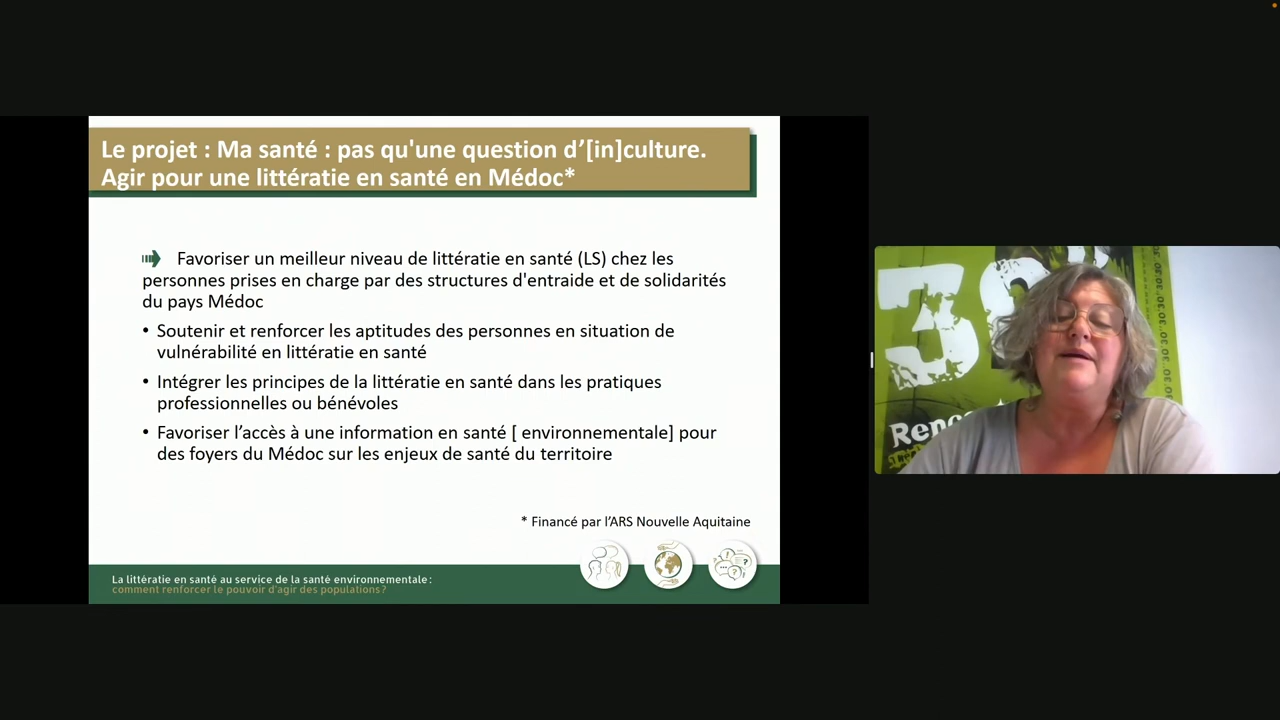 Le projet : Ma santé : pas qu'une question d’[in]culture.
Agir pour une littératie en santé en Médoc*
Favoriser un meilleur niveau de littératie en santé (LS) chez les
personnes prises en charge par des structures d'entraide et de solidarités
du pays Médoc
• Soutenir et renforcer les aptitudes des personnes en situation de
vulnérabilité en littératie en santé
• Intégrer les principes de la littératie en santé dans les pratiques
professionnelles ou bénévoles
• Favoriser l’accès à une information en santé [ environnementale] pour
des foyers du Médoc sur les enjeux de santé du territoire
* Financé par l’ARS Nouvelle Aquitaine
La littératie en santé au service de la santé environnementale :
comment renforcer le pouvoir d'agir des populations ?
30